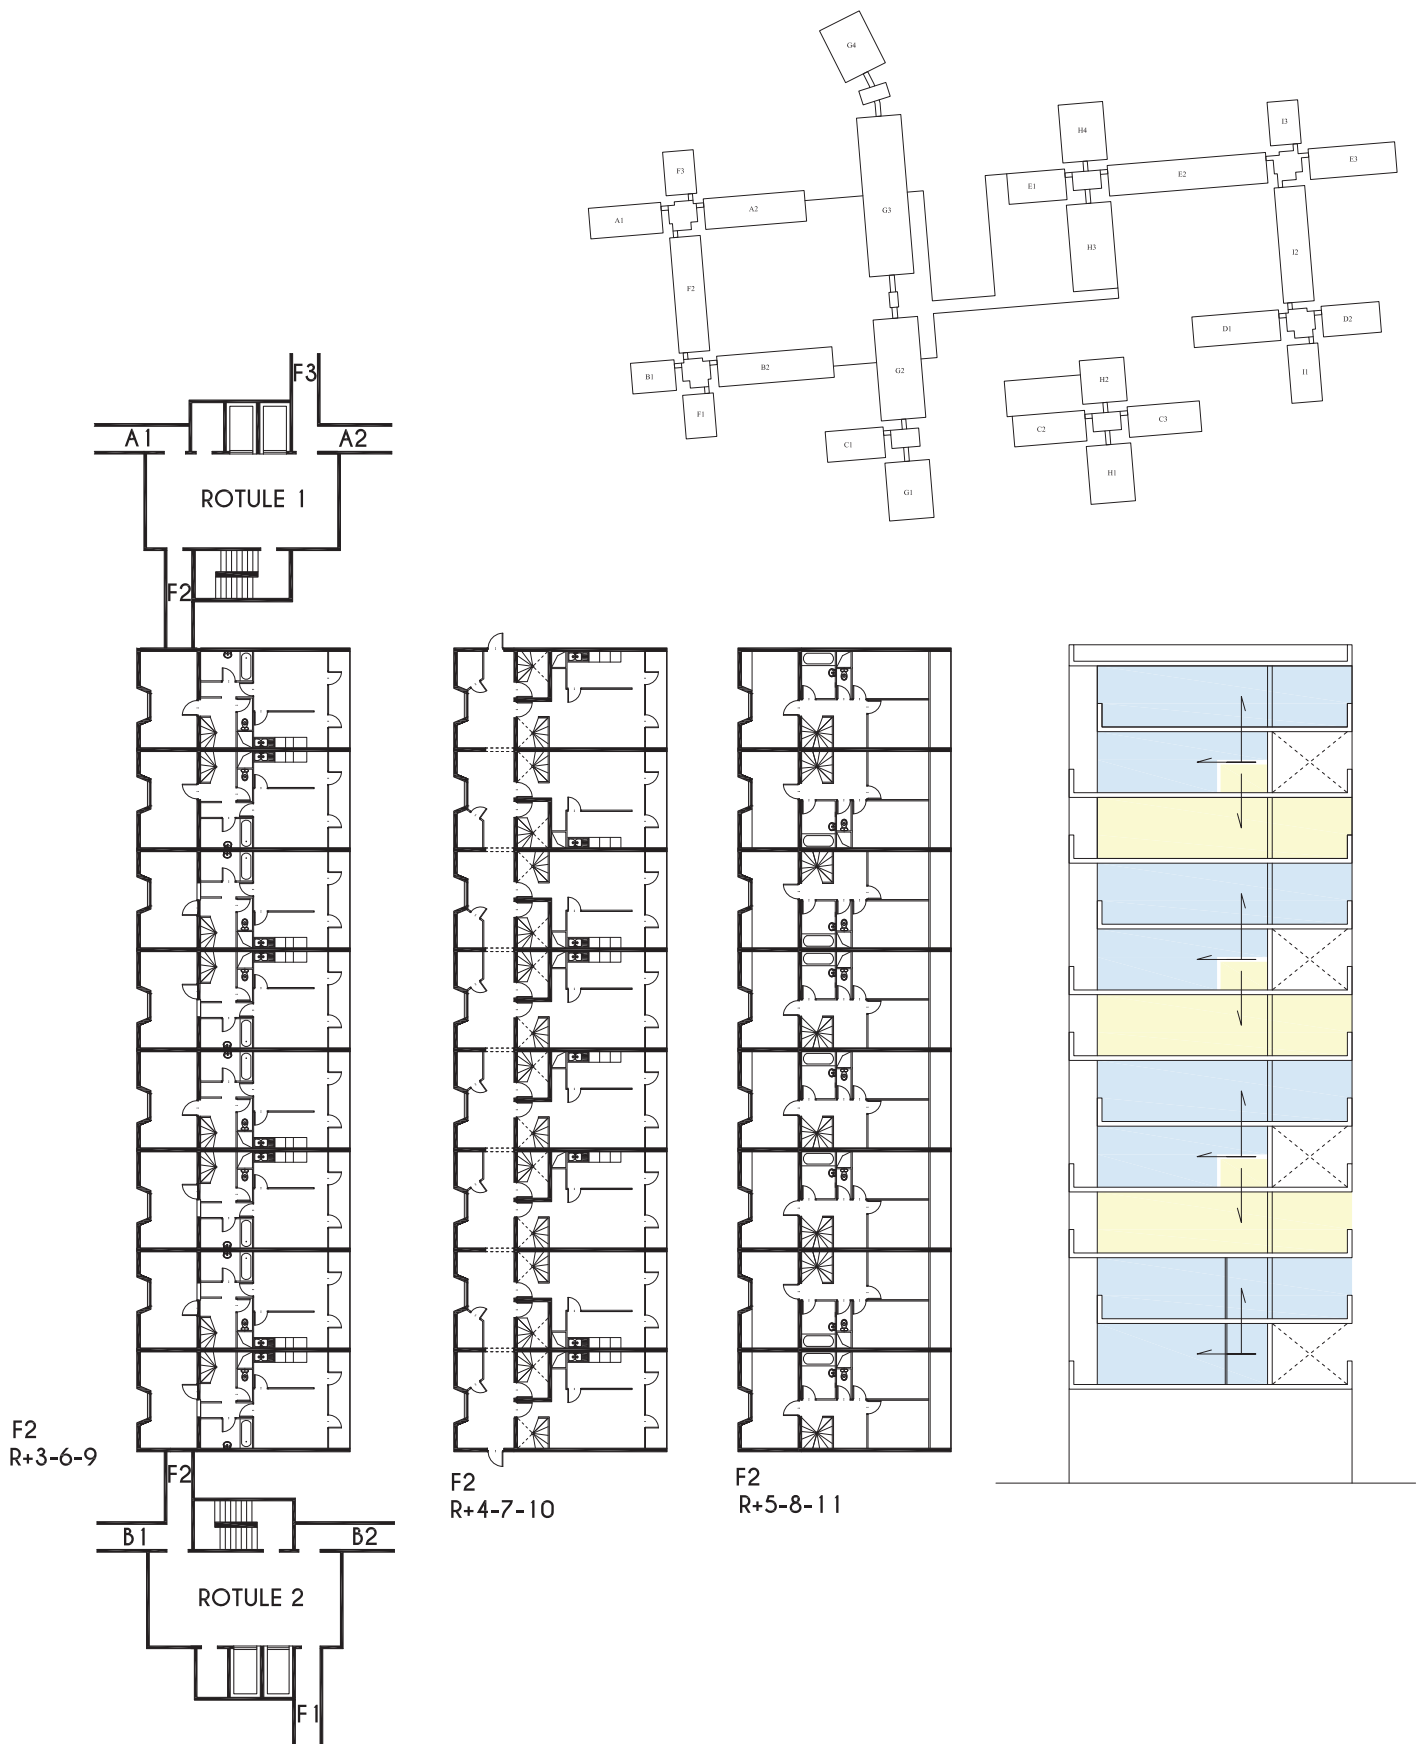 G4
H4
I3
E3
F3
E1
E2
A1
A2
G3
H3
I2
F2
D1
D2
B1
B2
G2
H2
I1
F1
C1
C2
C3
G1
H1
F3
A1
A2
ROTULE 1
F2
F2
R+3-6-9
F2
B1
B2
ROTULE 2
F1
F2
R+4-7-10
F2
R+5-8-11